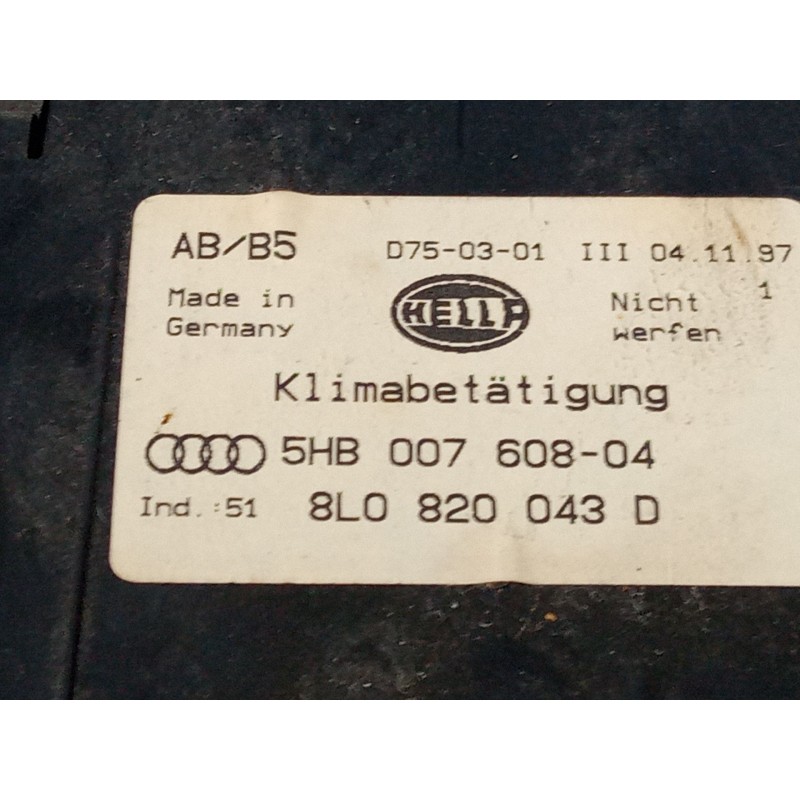 AB/B5 D75-03-01 III 04.11.97
Made in Germany
HELLA
Nicht werfen 1
Klimabetätigung
5HB 007 608-04
Ind.:51 8L0 820 043 D